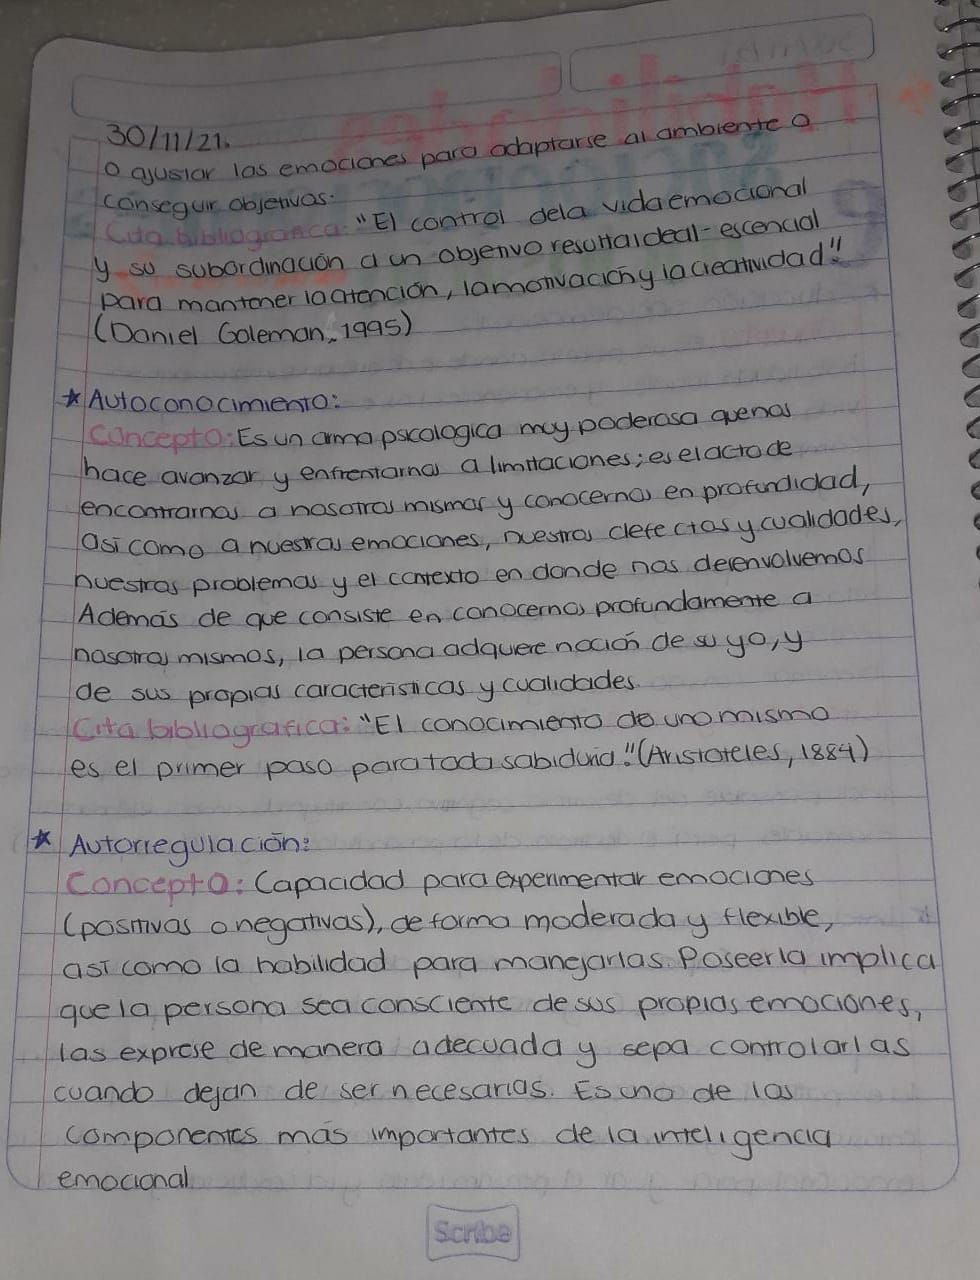 30/11/21.
O ajustar las emociones para adaptarse al ambiente o
conseguir objetivos.
Cita bibliografica: "El control dela vida emocional
y su subordinación a un objetivo resulta ideal-escencial
para mantener la atención, la motivación y la creatividad."
(Daniel Goleman, 1995)
* Autoconocimiento:
Concepto: Es un arma pscologica muy poderosa que nos
hace avanzar y enfrentarnos a limitaciones; es el acto de
encontrarnos a nosotros mismos y conocernos en profundidad,
asi como a nuestras emociones, nuestros defectos y cualidades,
nuestros problemas y el contexto en donde nos desenvolvemos
Además de que consiste en conocernos profundamente a
nosotros mismos, la persona adquiere noción de su yo, y
de sus propias caracteristicas y cualidades.
Cita bibliografica: "El conocimiento de uno mismo
es el primer paso para toda sabiduria." (Aristoteles, 1884)
* Autorregulación:
Concepto: Capacidad para experimentar emociones
(positivas o negativas), de forma moderada y flexible,
así como la habilidad para manejarlas. Poseerla implica
que la persona sea consciente de sus propias emociones,
las exprese de manera adecuada y sepa controlarlas
cuando dejan de ser necesarias. Es uno de los
componentes más importantes de la inteligencia
emocional
Scribe